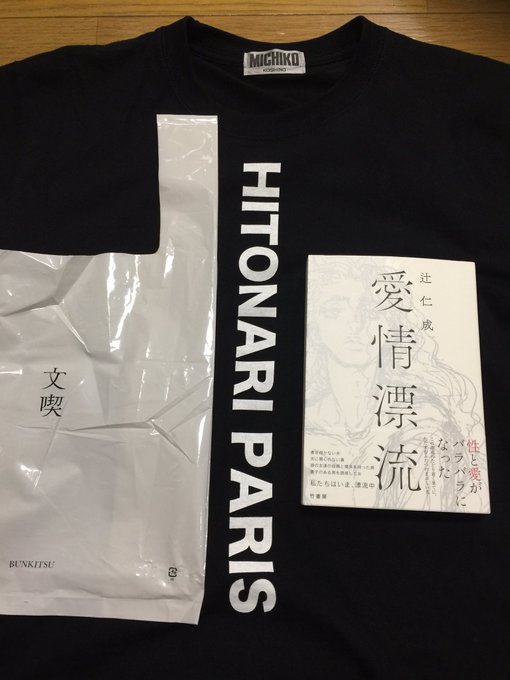 MICHIKO
KOSHINO
HITONARI PARIS
文喫
BUNKITSU
辻仁成
愛情漂流
性と愛が
バラバラに
なった
私たちはいま、漂流中
竹書房